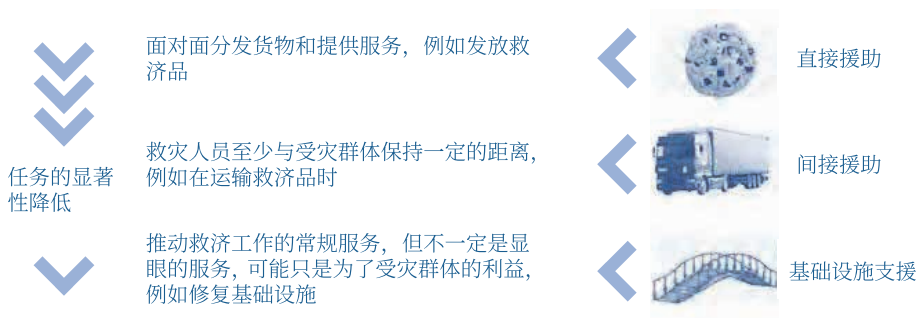 面对面分发货物和提供服务，例如发放救
济品
直接援助
救灾人员至少与受灾群体保持一定的距离，
例如在运输救济品时
间接援助
任务的显著
性降低
推动救济工作的常规服务，但不一定是显
眼的服务，可能只是为了受灾群体的利益，
例如修复基础设施
基础设施支援